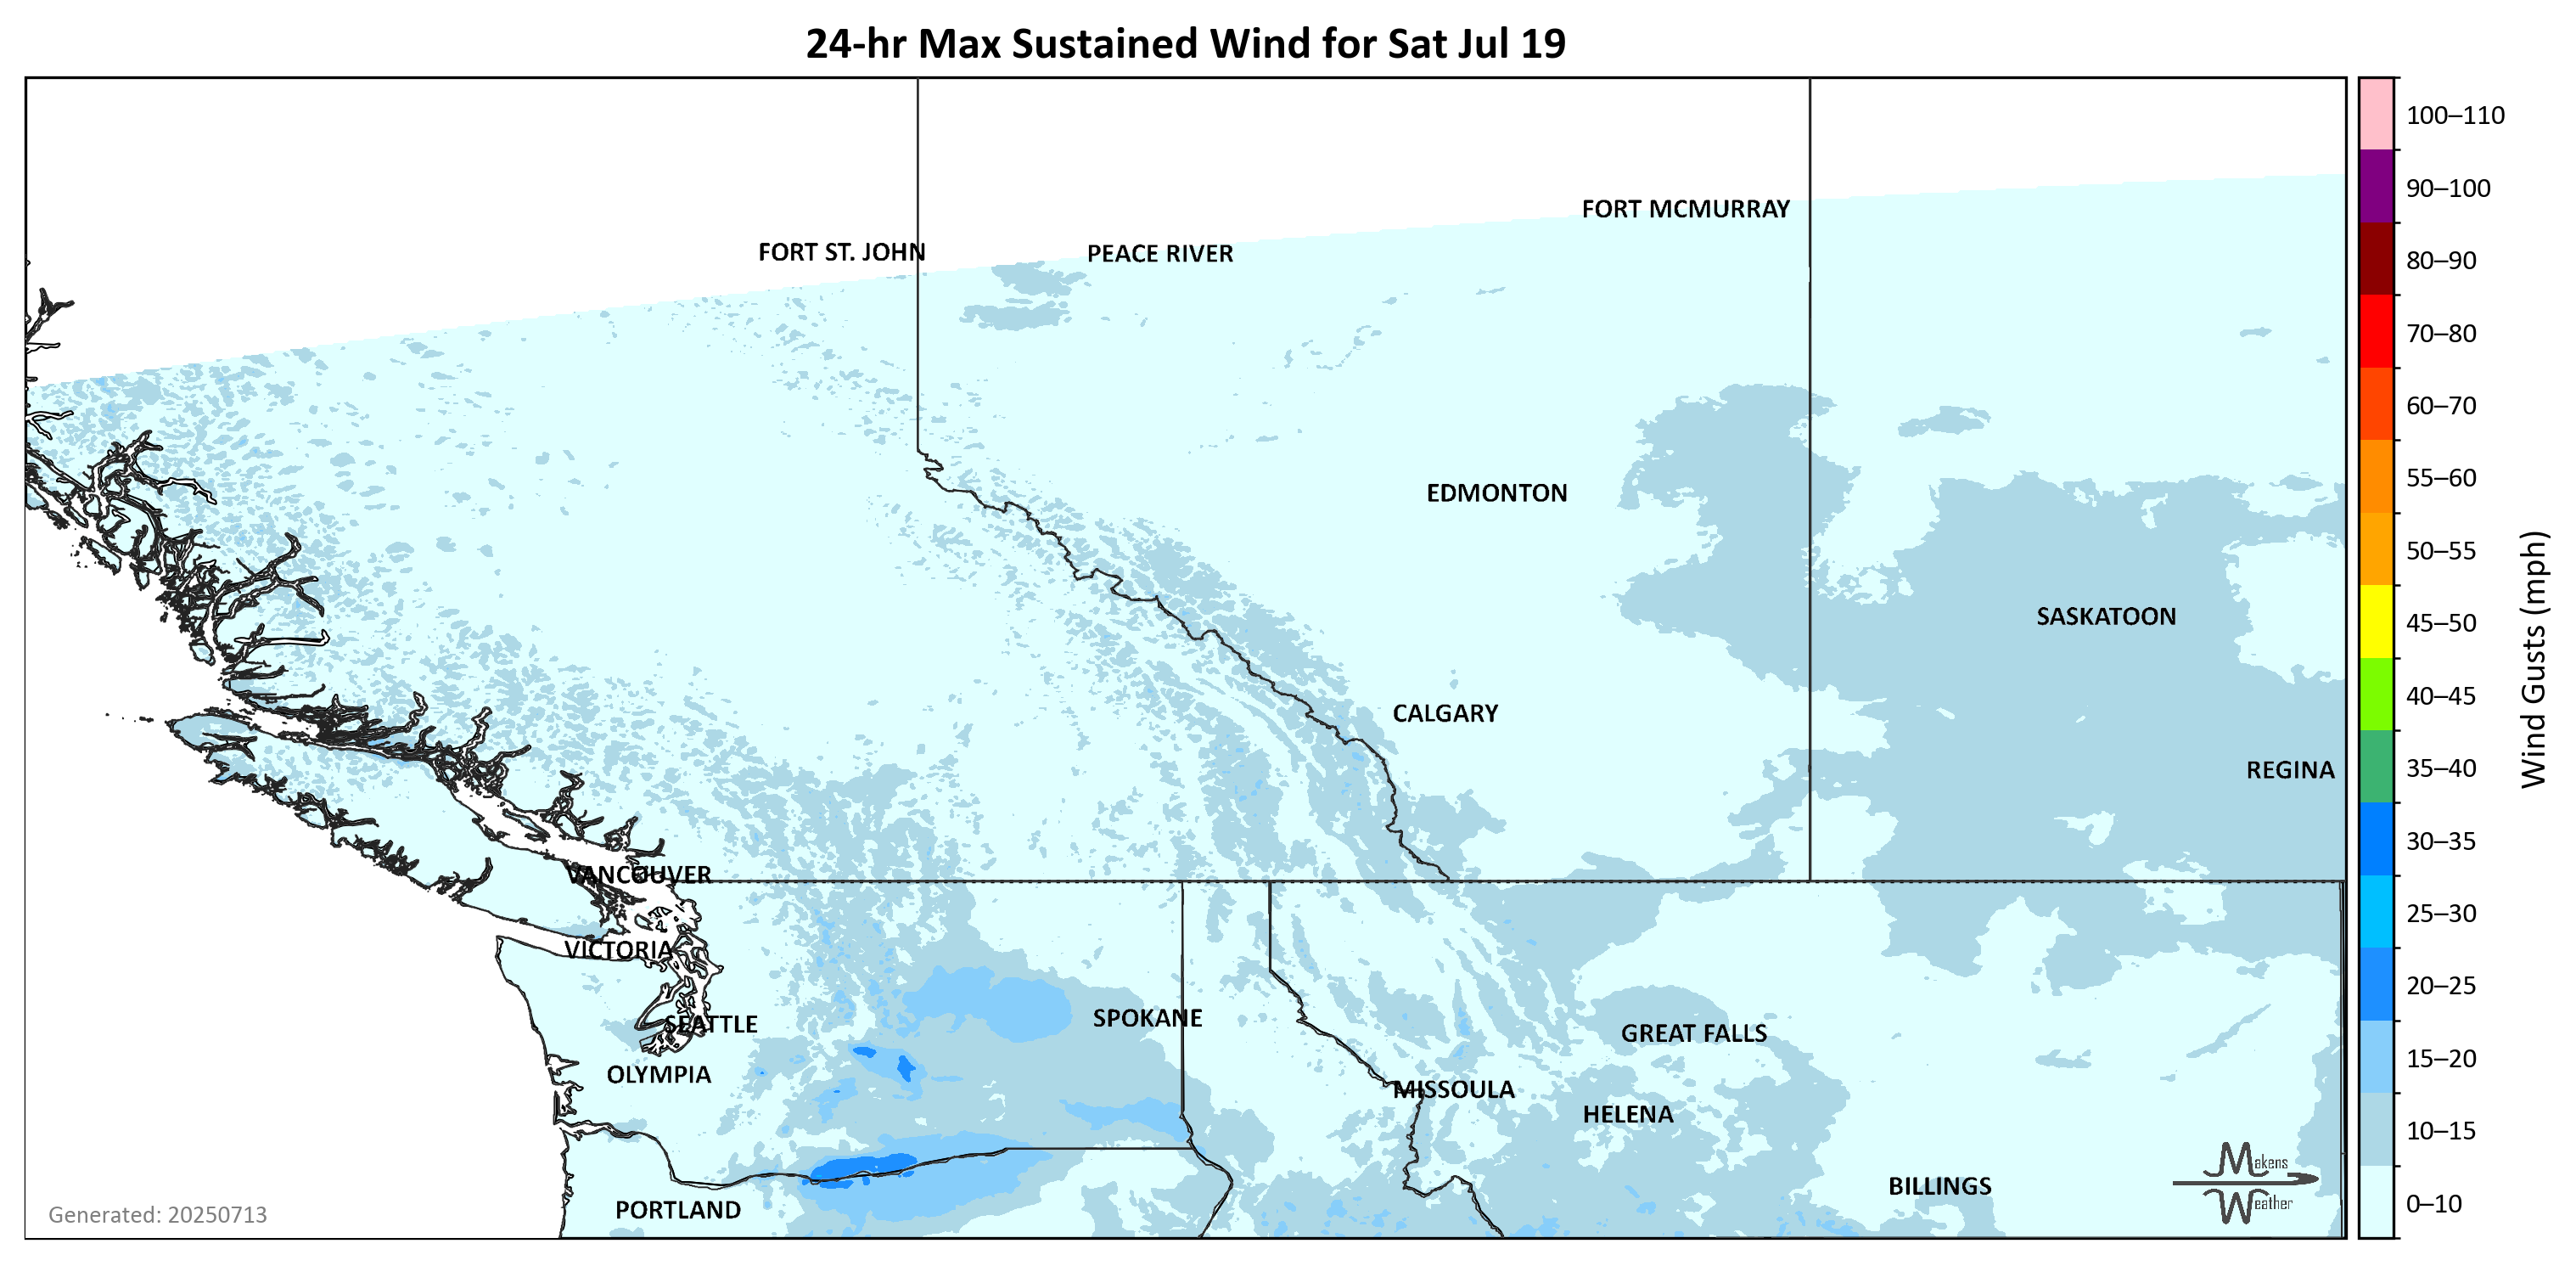 24-hr Max Sustained Wind for Sat Jul 19
100–110
90–100
80–90
70–80
60–70
55–60
50–55
45–50
40–45
35–40
30–35
25–30
20–25
15–20
10–15
0–10
Wind Gusts (mph)
FORT MCMURRAY
FORT ST. JOHN
PEACE RIVER
EDMONTON
SASKATOON
CALGARY
REGINA
VANCOUVER
VICTORIA
SPOKANE
SEATTLE
GREAT FALLS
OLYMPIA
MISSOULA
HELENA
BILLINGS
PORTLAND
Makens
Weather
Generated: 20250713